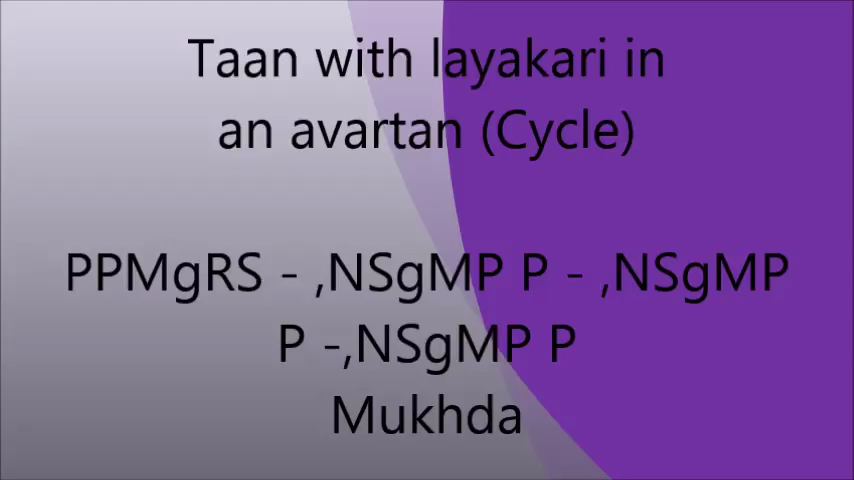 Taan with layakari in
an avartan (Cycle)
PPMgRS - ,NSgMP P - ,NSgMP
P -,NSgMP P
Mukhda